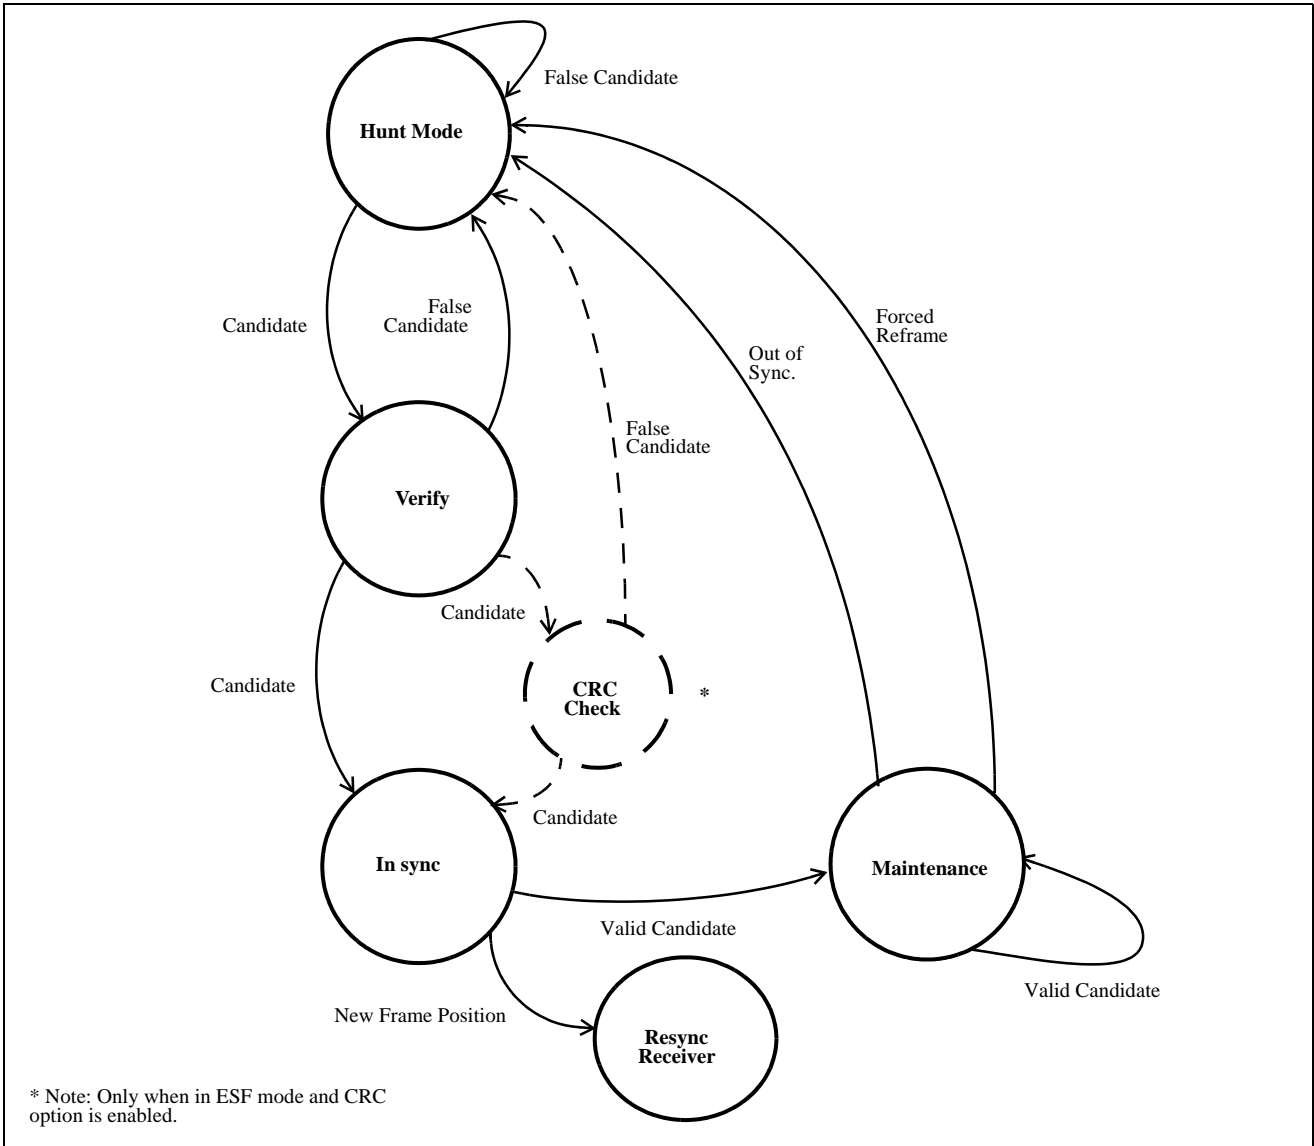 False Candidate
Hunt Mode
Candidate
False
Candidate
Forced
Reframe
Out of
Sync.
False
Candidate
Verify
Candidate
Candidate
CRC
Check
*
Candidate
In sync
Maintenance
Valid Candidate
Valid Candidate
New Frame Position
Resync
Receiver
* Note: Only when in ESF mode and CRC
option is enabled.